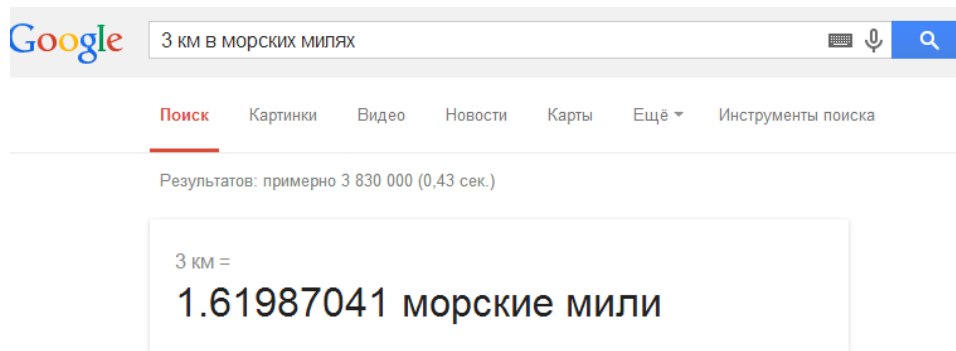 Google 3 км в морских милях
Поиск Картинки Видео Новости Карты Ещё Инструменты поиска
Результатов: примерно 3 830 000 (0,43 сек.)
3 км =
1.61987041 морские мили